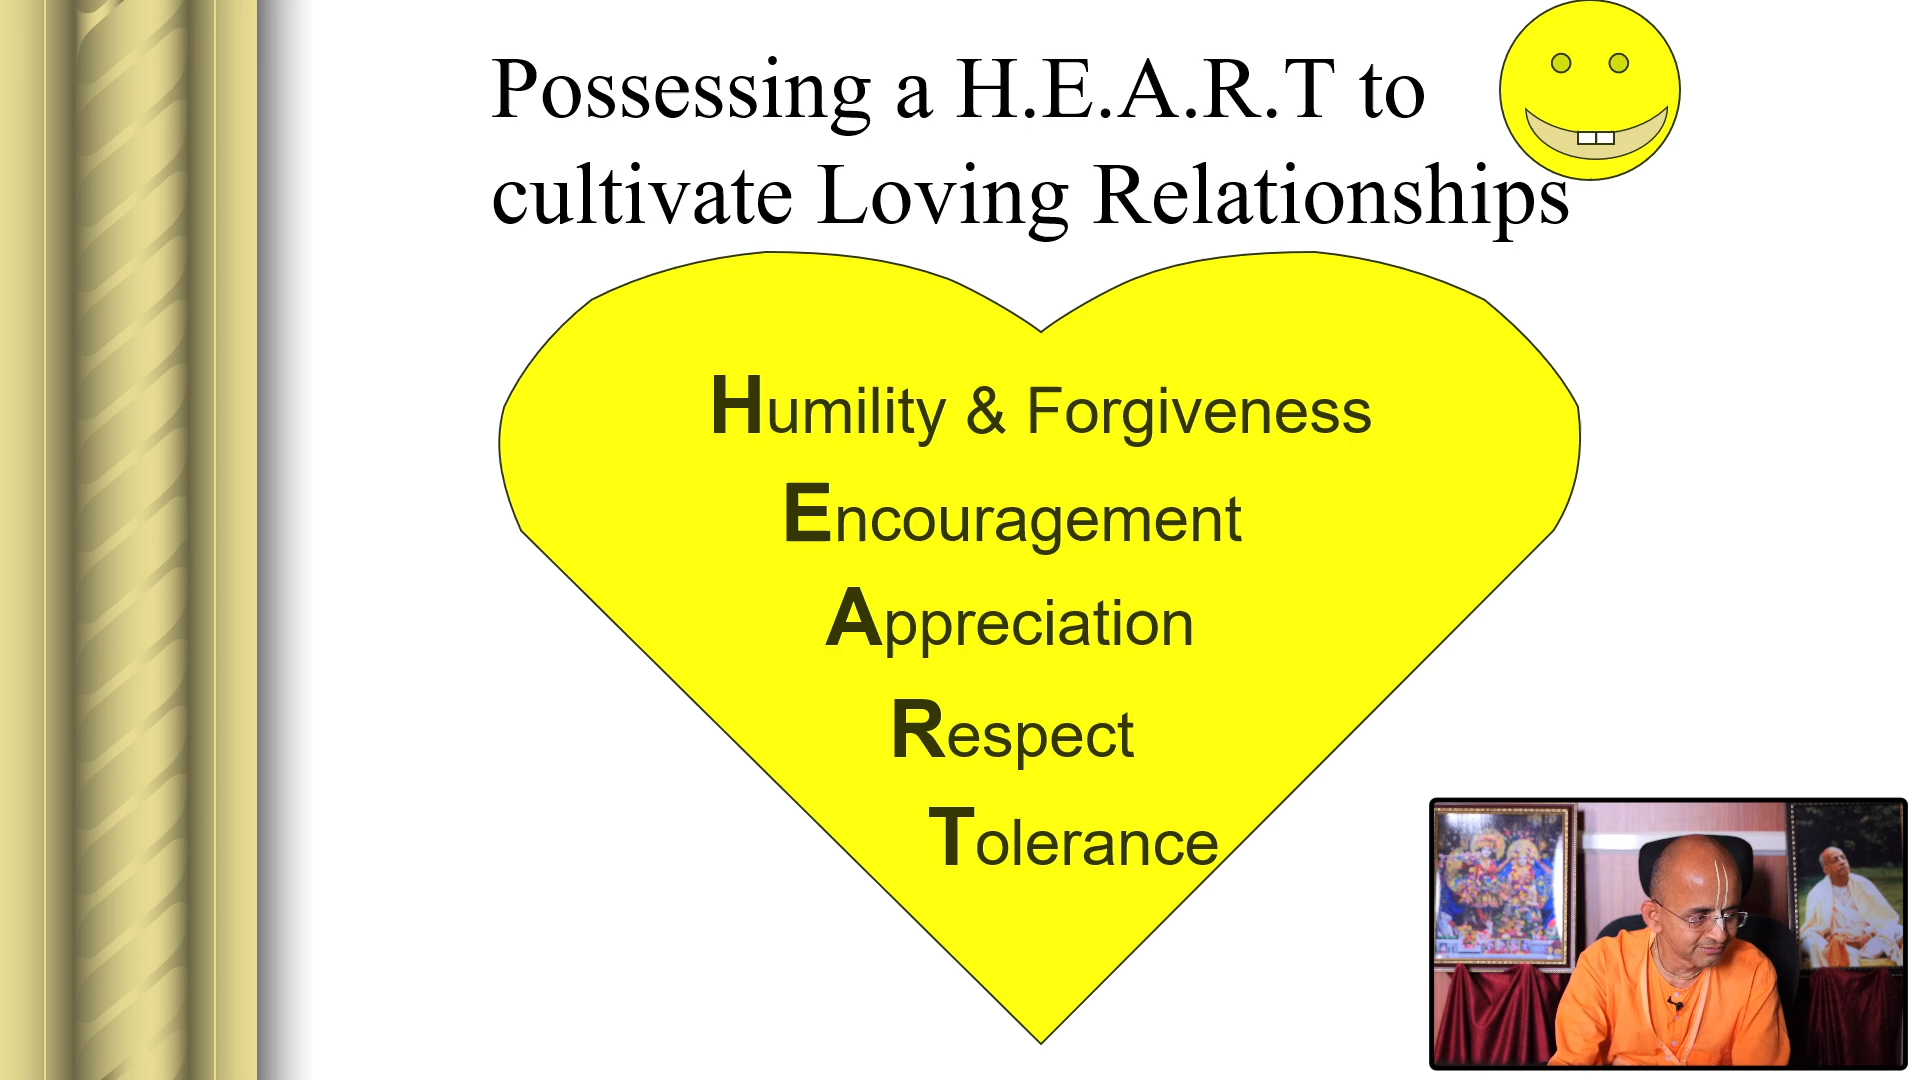 Possessing a H.E.A.R.T to
cultivate Loving Relationships
Humility & Forgiveness
Encouragement
Appreciation
Respect
Tolerance